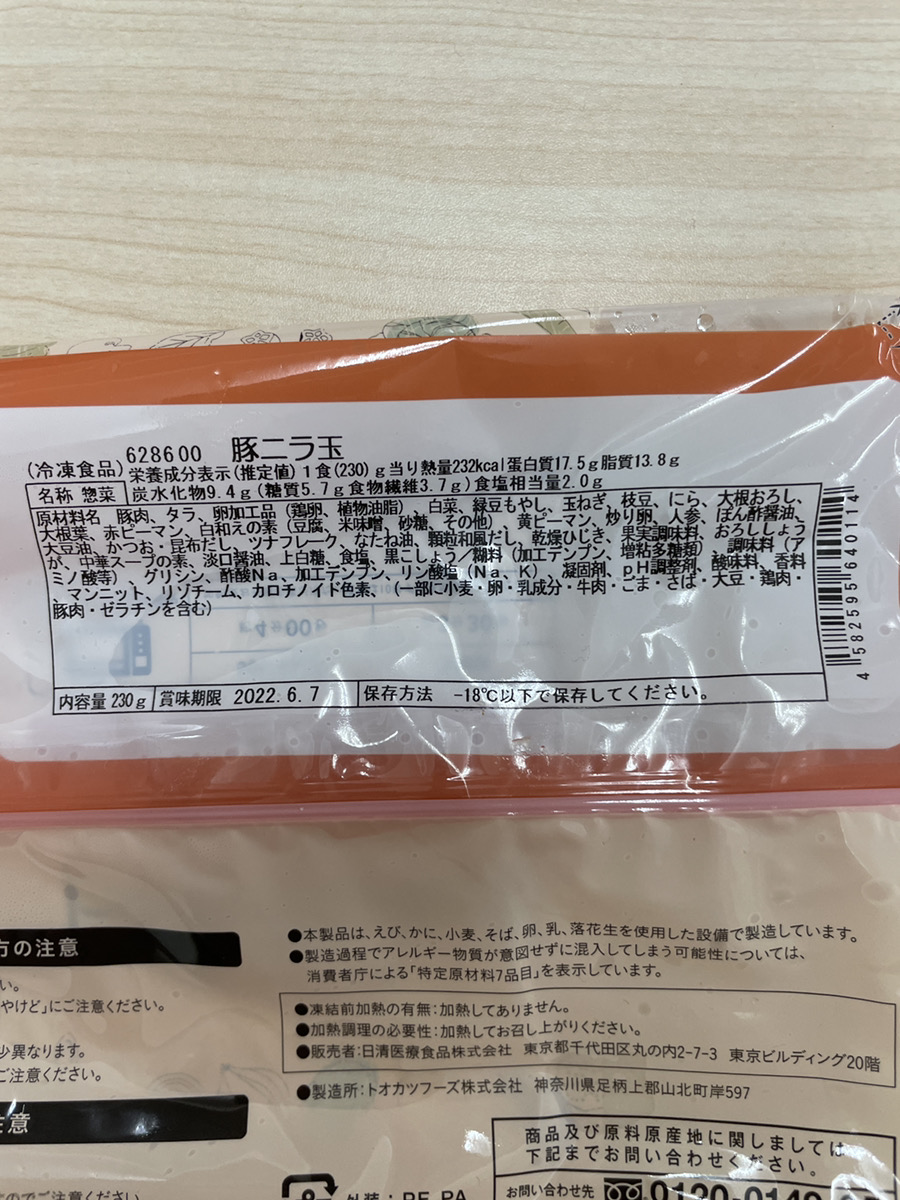 628600 豚ニラ玉
(冷凍食品) 栄養成分表示(推定値)1食(230)g当り熱量232kcal蛋白質17.5g脂質13.8g
名称 惣菜 炭水化物9.4g(糖質5.7g食物繊維3.7g)食塩相当量2.0g
原材料名 豚肉、タラ、卵加工品(鶏卵、植物油脂)、白菜、緑豆もやし、玉ねぎ、枝豆、にら、大根おろし、
大根葉、赤ピーマン、白和えの素(豆腐、米味噌、砂糖、その他)、黄ピーマン、炒り卵、人参、ぽん酢醤油、
大豆油、かつお・昆布だし、ツナフレーク、なたね油、顆粒和風だし、乾燥ひじき、果実調味料、おろししょう
が、中華スープの素、淡口醤油、上白糖、食塩、黒こしょう/糊料(加工デンプン、増粘多糖類)、調味料(ア
ミノ酸等)、グリシン、酢酸Na、加工デンプン、リン酸塩(Na、K)、凝固剤、pH調整剤、酸味料、香料
、マンニット、リゾチーム、カロチノイド色素、(一部に小麦・卵・乳成分・牛肉・ごま・さば・大豆・鶏肉・
豚肉・ゼラチンを含む)
内容量 230g 賞味期限 2022.6.7 保存方法 -18℃以下で保存してください。
4582595640114
方の注意
い。
やけど」にご注意ください。
少異なります。
ご注意ください。
注意
すのでご注意ください
●本製品は、えび、かに、小麦、そば、卵、乳、落花生を使用した設備で製造しています。
●製造過程でアレルギー物質が意図せずに混入してしまう可能性については、
消費者庁による「特定原材料7品目」を表示しています。
●凍結前加熱の有無:加熱してありません。
●加熱調理の必要性:加熱してお召し上がりください。
●販売者:日清医療食品株式会社 東京都千代田区丸の内2-7-3 東京ビルディング20階
●製造所:トオカツフーズ株式会社 神奈川県足柄上郡山北町岸597
商品及び原料原産地に関しましては
下記までお問い合わせください。
外装:PE,PA
お問い合わせ先 0120-0149